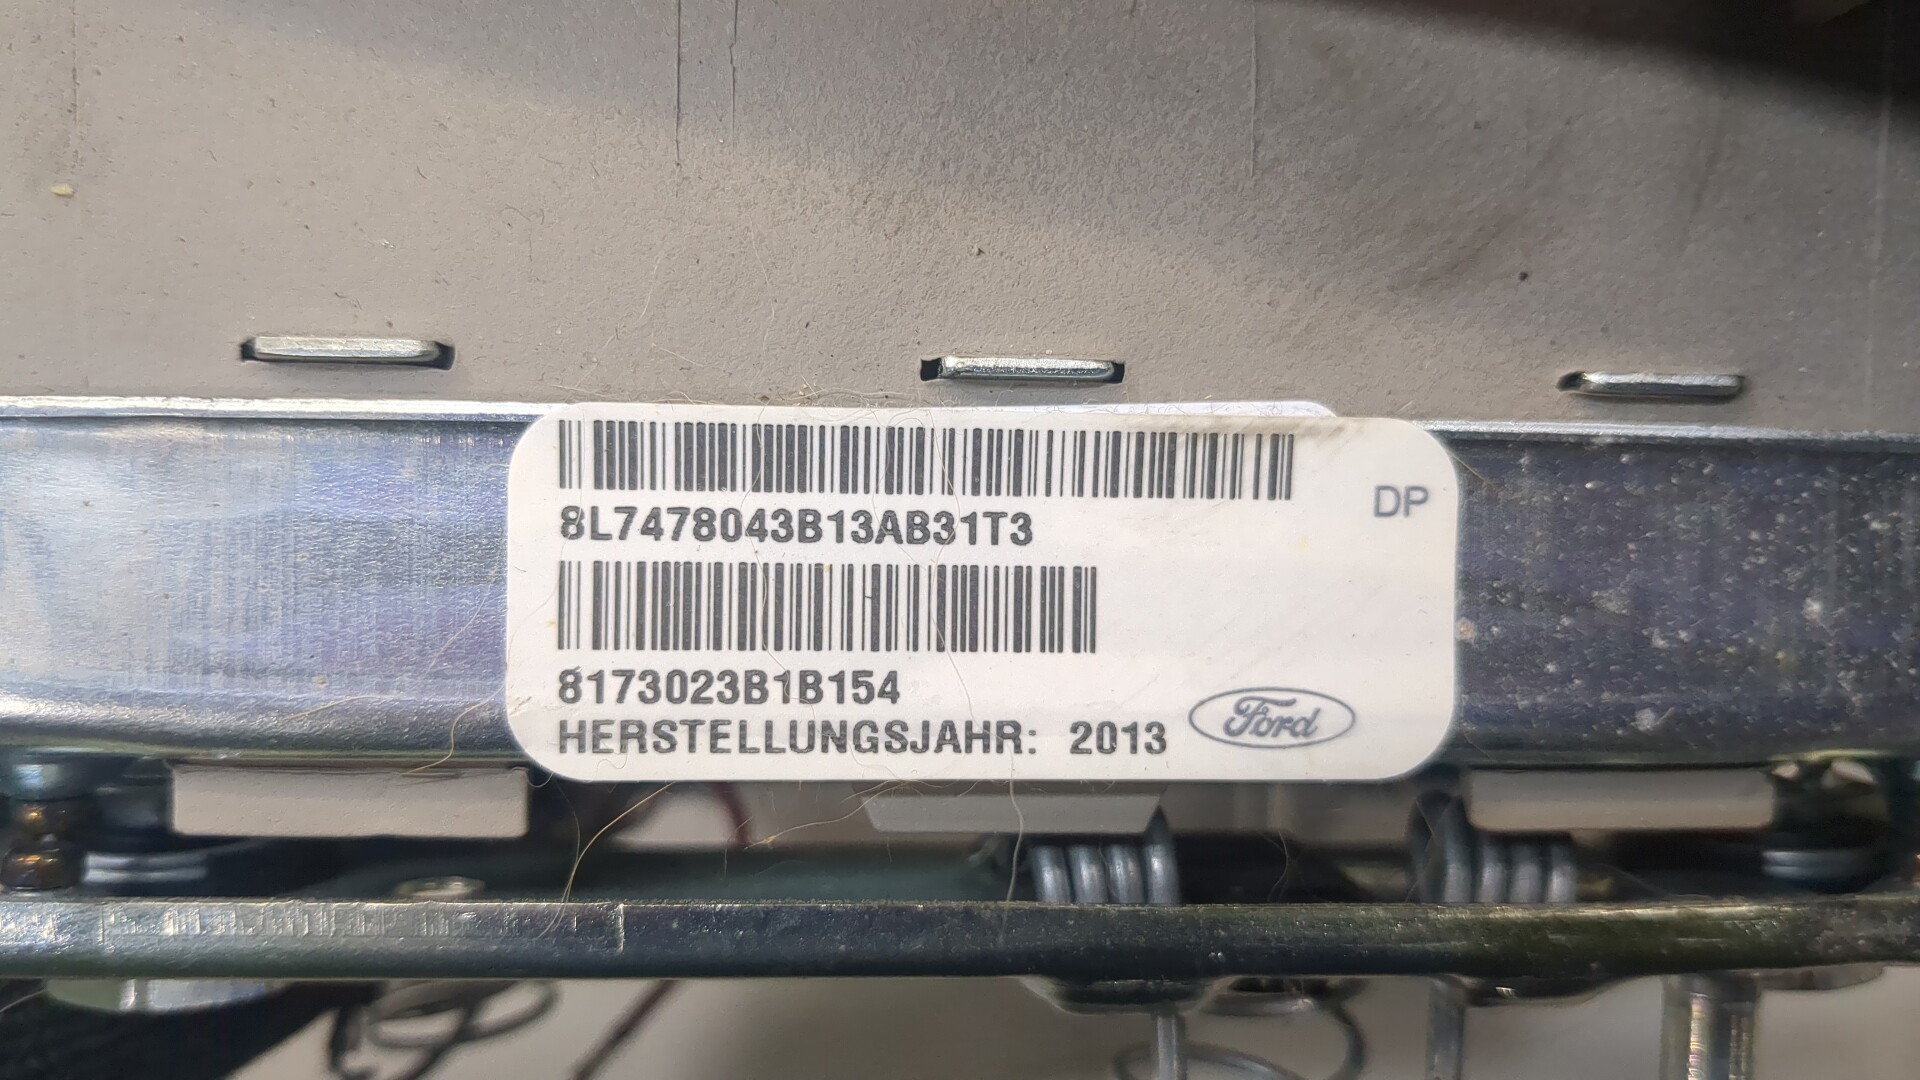 DP
8L7478043B13AB31T3
8173023B1B154
HERSTELLUNGSJAHR: 2013
Ford